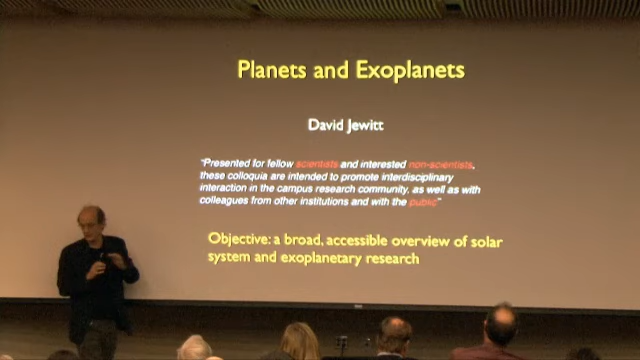 Planets and Exoplanets
David Jewitt
"Presented for fellow scientists and interested non-scientists,
these colloquia are intended to promote interdisciplinary
interaction in the campus research community, as well as with
colleagues from other institutions and with the public"
Objective: a broad, accessible overview of solar
system and exoplanetary research